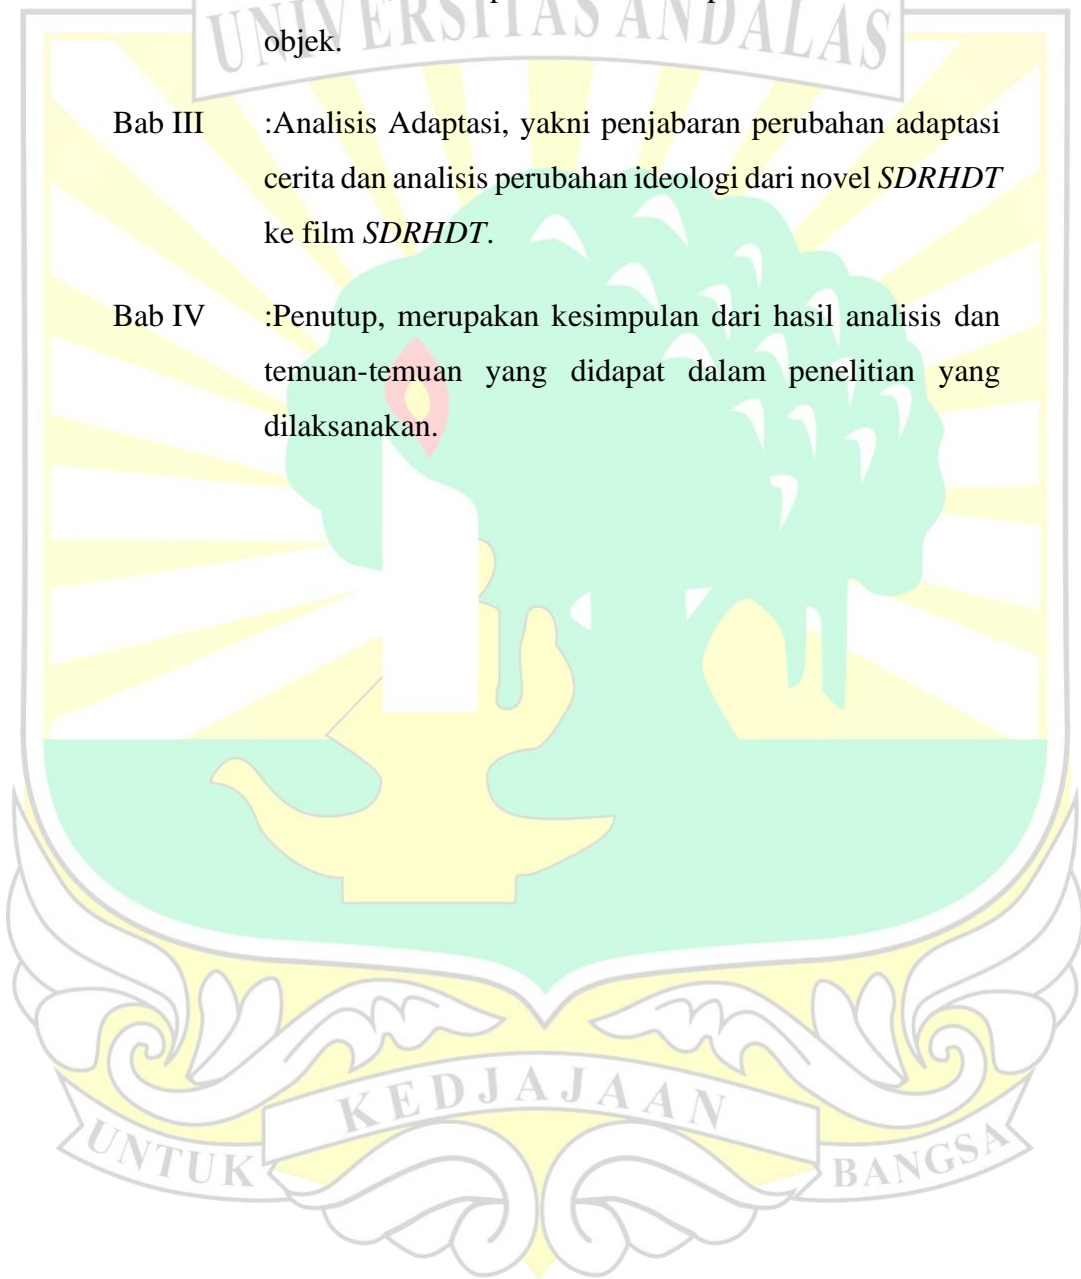 UNIVERSITAS ANDALAS
objek.
Bab III :Analisis Adaptasi, yakni penjabaran perubahan adaptasi
cerita dan analisis perubahan ideologi dari novel SDRHDT
ke film SDRHDT.
Bab IV :Penutup, merupakan kesimpulan dari hasil analisis dan
temuan-temuan yang didapat dalam penelitian yang
dilaksanakan.
UNTUK KEDJAJAAN BANGSA